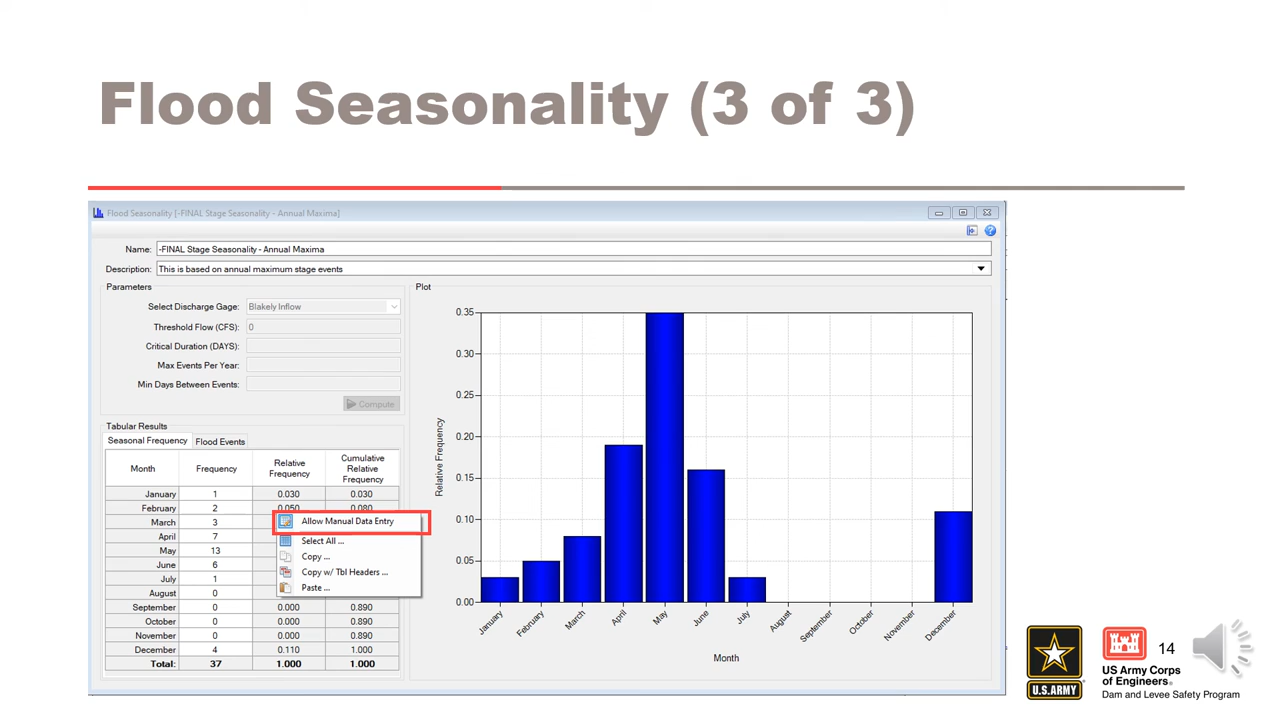 Flood Seasonality (3 of 3)
Flood Seasonality [-FINAL Stage Seasonality - Annual Maxima]
Name: -FINAL Stage Seasonality - Annual Maxima
Description: This is based on annual maximum stage events
Parameters
Select Discharge Gage: Blakely Inflow
Threshold Flow (CFS): 0
Critical Duration (DAYS):
Max Events Per Year:
Min Days Between Events:
Compute
Tabular Results
Seasonal Frequency Flood Events
Month Frequency Relative Frequency Cumulative Relative Frequency
January 1 0.030 0.030
February 2 0.050 0.080
March 3
April 7
May 13
June 6
July 1
August 0
September 0 0.000 0.890
October 0 0.000 0.890
November 0 0.000 0.890
December 4 0.110 1.000
Total: 37 1.000 1.000
Allow Manual Data Entry
Select All ...
Copy ...
Copy w/ Tbl Headers ...
Paste ...
Plot
0.35
0.30
0.25
0.20
0.15
0.10
0.05
0.00
Relative Frequency
January February March April May June July August September October November December
Month
U.S. ARMY
US Army Corps
of Engineers®
Dam and Levee Safety Program
14